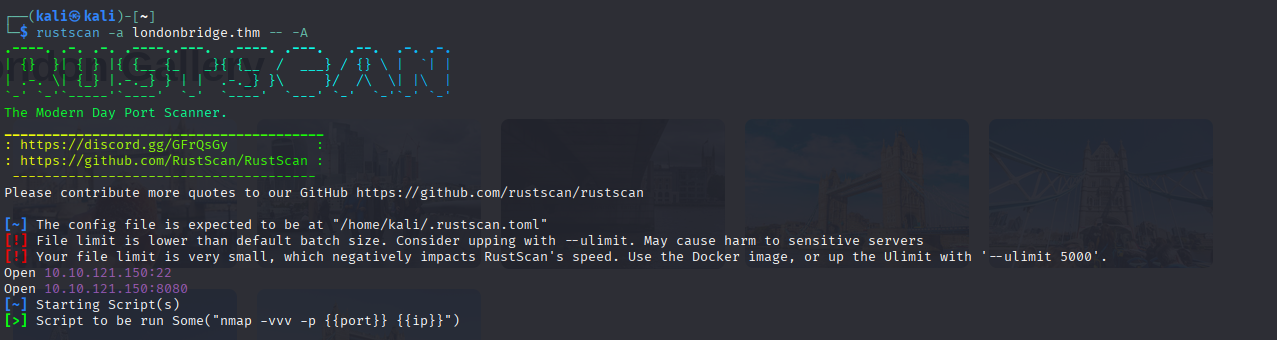 (kali㉿kali)-[~]
$ rustscan -a londonbridge.thm -- -A
RUSTSCAN
The Modern Day Port Scanner.
: https://discord.gg/GFrQsGy :
: https://github.com/RustScan/RustScan :
Please contribute more quotes to our GitHub https://github.com/rustscan/rustscan
[~] The config file is expected to be at "/home/kali/.rustscan.toml"
[!] File limit is lower than default batch size. Consider upping with --ulimit. May cause harm to sensitive servers
[!] Your file limit is very small, which negatively impacts RustScan's speed. Use the Docker image, or up the Ulimit with '--ulimit 5000'.
Open 10.10.121.150:22
Open 10.10.121.150:8080
[~] Starting Script(s)
[>] Script to be run Some("nmap -vvv -p {{port}} {{ip}}")